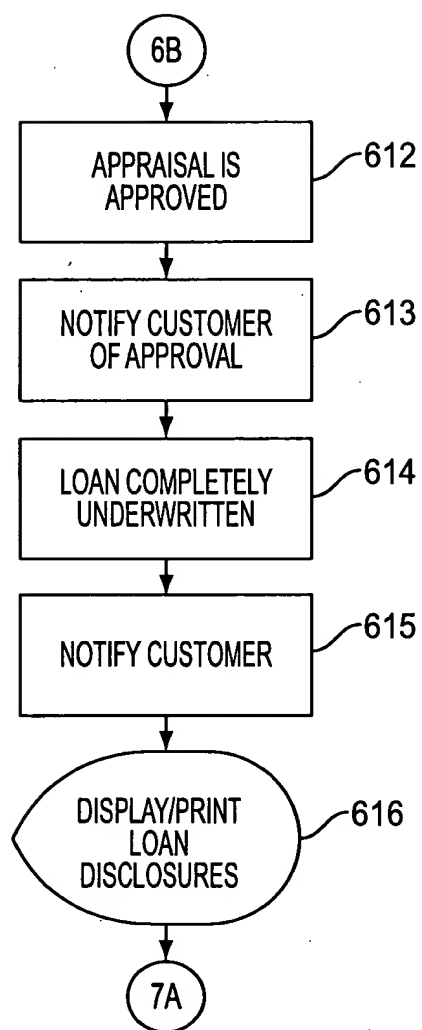 6B
APPRAISAL IS
APPROVED
612
NOTIFY CUSTOMER
OF APPROVAL
613
LOAN COMPLETELY
UNDERWRITTEN
614
NOTIFY CUSTOMER
615
DISPLAY/PRINT
LOAN
DISCLOSURES
616
7A